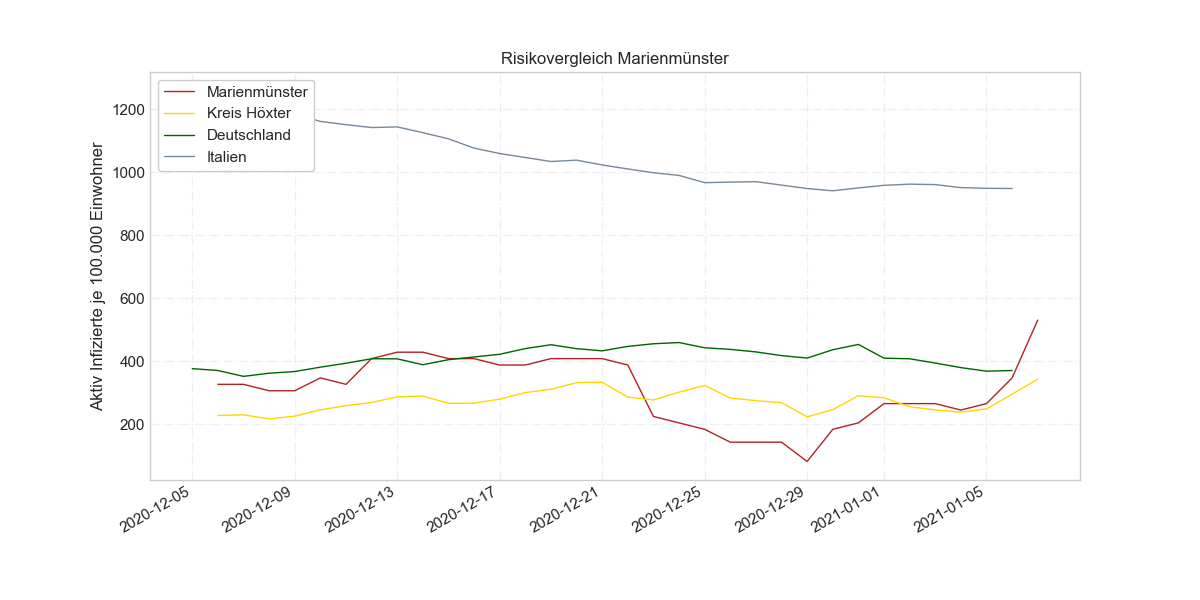 Risikovergleich Marienmünster
Marienmünster
Kreis Höxter
Deutschland
Italien
Aktiv Infizierte je 100.000 Einwohner
1200
1000
800
600
400
200
2020-12-05
2020-12-09
2020-12-13
2020-12-17
2020-12-21
2020-12-25
2020-12-29
2021-01-01
2021-01-05